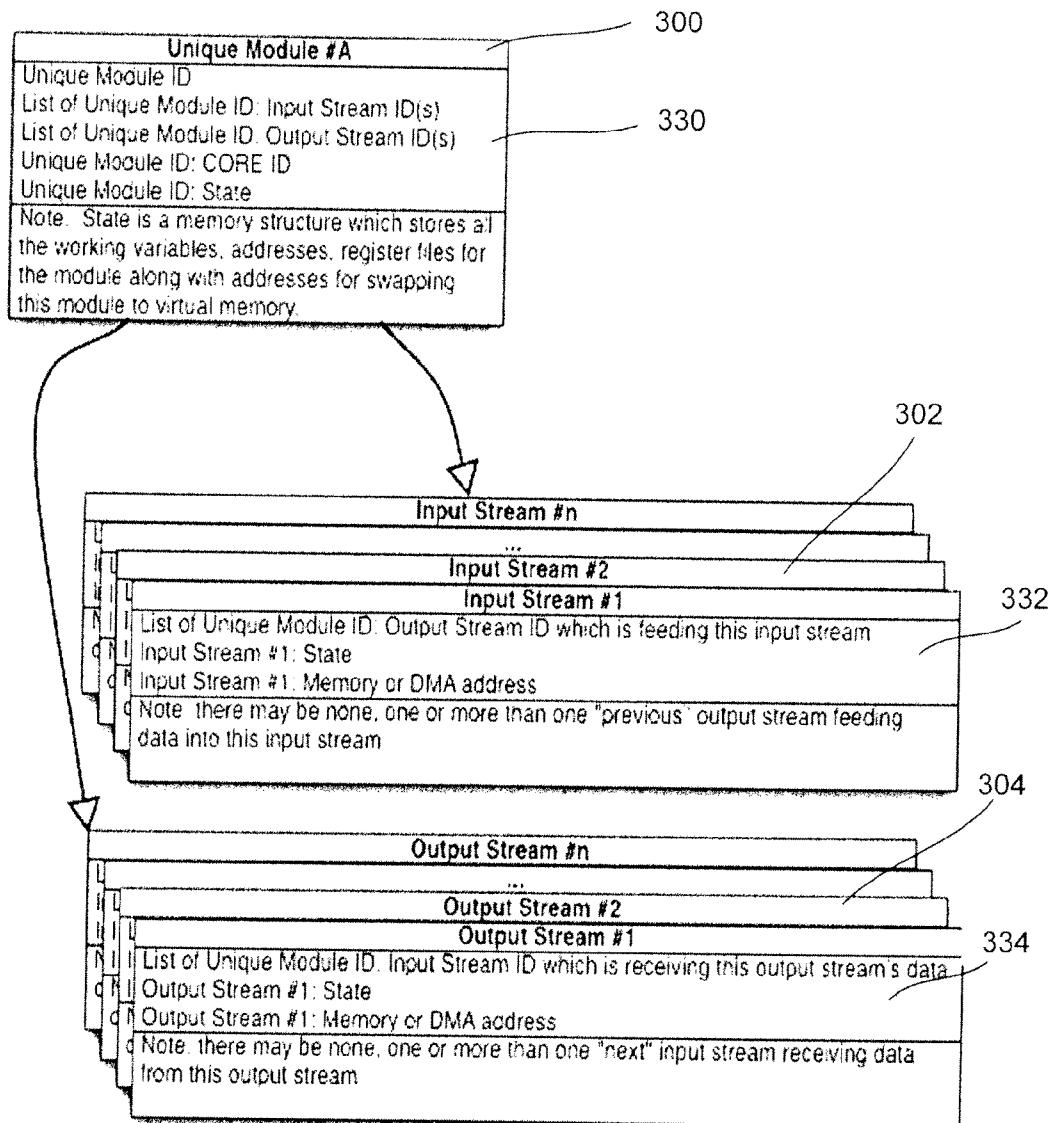 300
Unique Module #A
Unique Module ID
List of Unique Module ID: Input Stream ID(s)
List of Unique Module ID: Output Stream ID(s)
330
Unique Module ID: CORE ID
Unique Module ID: State
Note. State is a memory structure which stores all
the working variables, addresses, register files for
the module along with addresses for swapping
this module to virtual memory.
302
Input Stream #n
...
Input Stream #2
Input Stream #1
332
List of Unique Module ID: Output Stream ID which is feeding this input stream
Input Stream #1: State
Input Stream #1: Memory or DMA address
Note: there may be none, one or more than one "previous" output stream feeding
data into this input stream
304
Output Stream #n
...
Output Stream #2
Output Stream #1
334
List of Unique Module ID: Input Stream ID which is receiving this output stream's data
Output Stream #1: State
Output Stream #1: Memory or DMA address
Note: there may be none, one or more than one "next" input stream receiving data
from this output stream